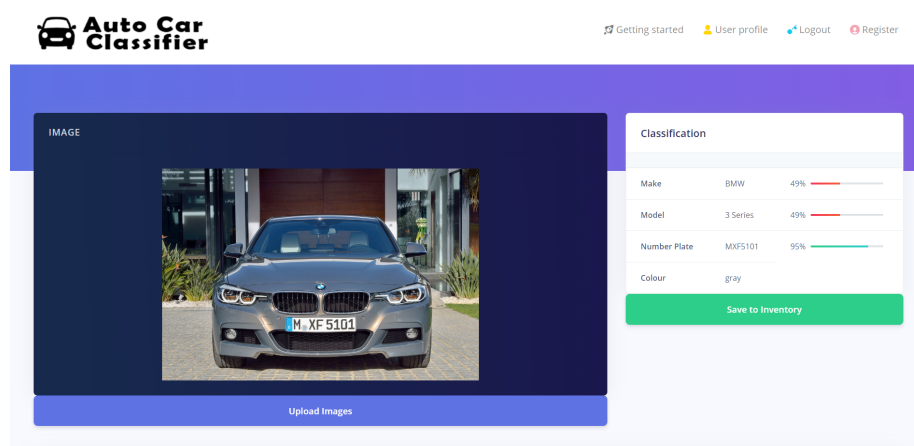 Auto Car
Classifier
Getting started
User profile
Logout
Register
IMAGE
M XF 5101
Upload Images
Classification
Make BMW 49%
Model 3 Series 49%
Number Plate MXF5101 95%
Colour gray
Save to Inventory